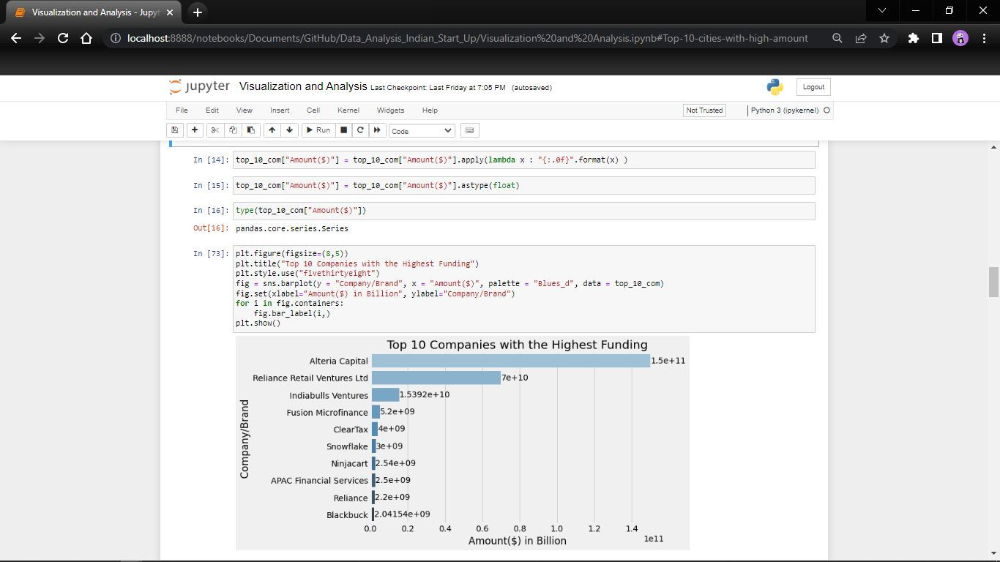 Visualization and Analysis - Jupyt
localhost:8888/notebooks/Documents/GitHub/Data_Analysis_Indian_Start_Up/Visualization%20and%20Analysis.ipynb#Top-10-cities-with-high-amount
jupyter Visualization and Analysis Last Checkpoint: Last Friday at 7:05 PM (autosaved) Logout
File Edit View Insert Cell Kernel Widgets Help Not Trusted Python 3 (ipykernel)
Run Code
In [14]: top_10_com["Amount($)"] = top_10_com["Amount($)"].apply(lambda x : "{:.0f}".format(x) )
In [15]: top_10_com["Amount($)"] = top_10_com["Amount($)"].astype(float)
In [16]: type(top_10_com["Amount($)"])
Out[16]: pandas.core.series.Series
In [73]: plt.figure(figsize=(8,5))
plt.title("Top 10 Companies with the Highest Funding")
plt.style.use("fivethirtyeight")
fig = sns.barplot(y = "Company/Brand", x = "Amount($)", palette = "Blues_d", data = top_10_com)
fig.set(xlabel="Amount($) in Billion", ylabel="Company/Brand")
for i in fig.containers:
    fig.bar_label(i,)
plt.show()
Top 10 Companies with the Highest Funding
Company/Brand
Alteria Capital 1.5e+11
Reliance Retail Ventures Ltd 7e+10
Indiabulls Ventures 1.5392e+10
Fusion Microfinance 5.2e+09
ClearTax 4e+09
Snowflake 3e+09
Ninjacart 2.54e+09
APAC Financial Services 2.5e+09
Reliance 2.2e+09
Blackbuck 2.04154e+09
0.0 0.2 0.4 0.6 0.8 1.0 1.2 1.4
1e11
Amount($) in Billion